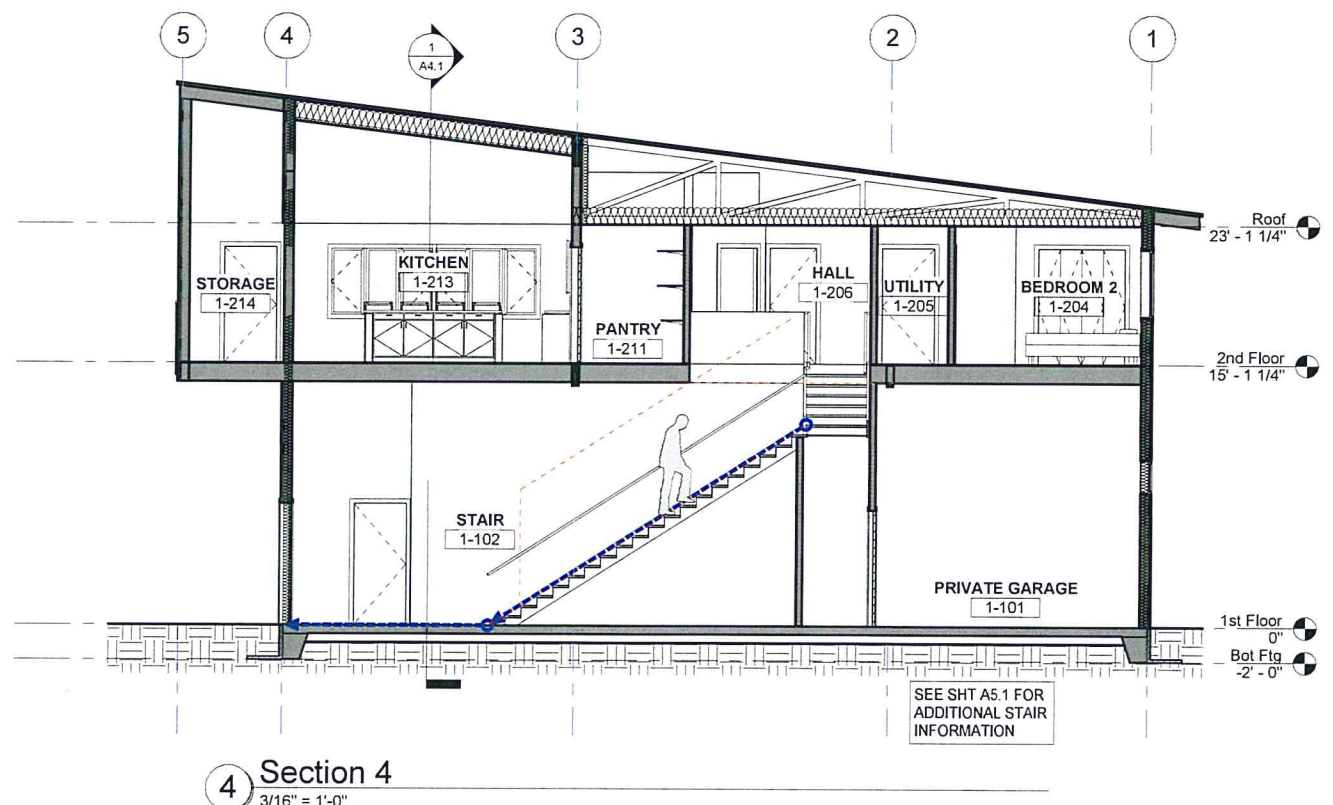 5
4
3
2
1
1
A4.1
Roof
23' - 1 1/4"
KITCHEN
1-213
STORAGE
1-214
HALL
1-206
UTILITY
1-205
BEDROOM 2
1-204
PANTRY
1-211
2nd Floor
15' - 1 1/4"
STAIR
1-102
PRIVATE GARAGE
1-101
1st Floor
0"
Bot Ftg
-2' - 0"
SEE SHT A5.1 FOR
ADDITIONAL STAIR
INFORMATION
4 Section 4
3/16" = 1'-0"